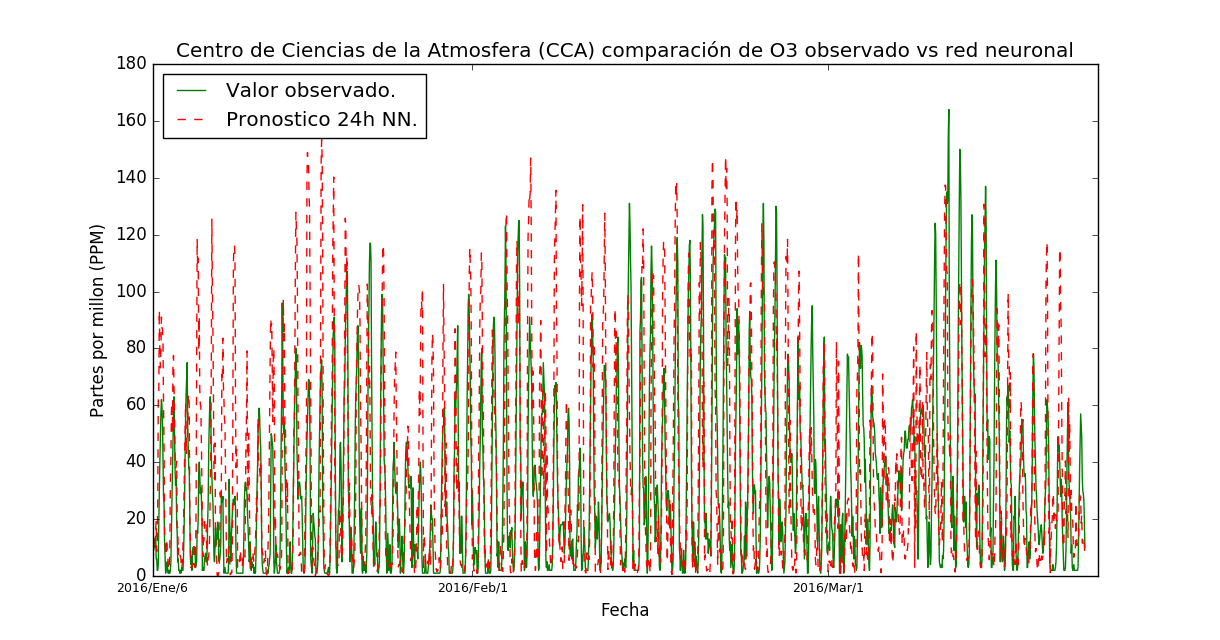 Centro de Ciencias de la Atmosfera (CCA) comparación de O3 observado vs red neuronal
Valor observado.
Pronostico 24h NN.
Partes por millon (PPM)
180
160
140
120
100
80
60
40
20
0
2016/Ene/6
2016/Feb/1
2016/Mar/1
Fecha